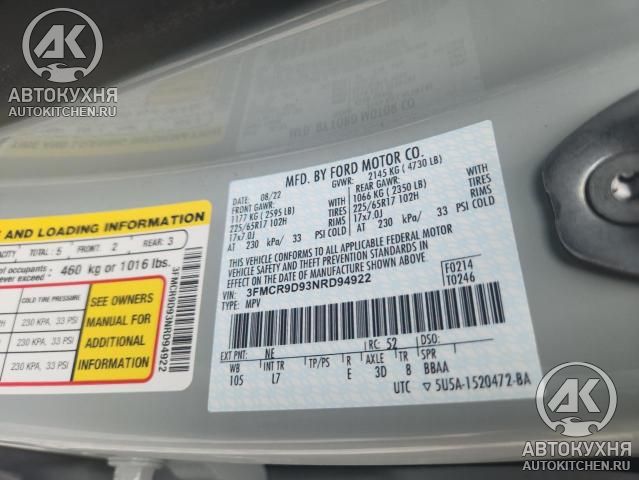 АК
АВТОКУХНЯ
AUTOKITCHEN.RU
MFD. BY FORD MOTOR CO.
DATE: 08/22 GVWR: 2145 KG ( 4730 LB)
FRONT GAWR: REAR GAWR:
1177 KG ( 2595 LB) 1066 KG ( 2350 LB)
225/65R17 102H TIRES 225/65R17 102H TIRES
17x7.0J RIMS 17x7.0J RIMS
AT 230 kPa/ 33 PSI COLD AT 230 kPa/ 33 PSI COLD
THIS VEHICLE CONFORMS TO ALL APPLICABLE FEDERAL MOTOR
VEHICLE SAFETY AND THEFT PREVENTION STANDARDS IN
EFFECT ON THE DATE OF MANUFACTURE SHOWN ABOVE.
VIN: 3FMCR9D93NRD94922
TYPE: MPV
F0214
T0246
EXT PNT: NE RC: 52 DSO:
WB INT TR TP/PS R AXLE TR SPR
105 L7 E 3D 8 BBAA
UTC 5U5A-1520472-BA
E AND LOADING INFORMATION
TOTAL: 5 FRONT: 2 REAR: 3
of occupants
never exceed: 460 kg or 1016 lbs.
COLD TIRE PRESSURE
230 KPA, 33 PSI
230 KPA, 33 PSI
SEE OWNERS
MANUAL FOR
ADDITIONAL
INFORMATION
3FMCR9D93NRD94922
АК
АВТОКУХНЯ
AUTOKITCHEN.RU